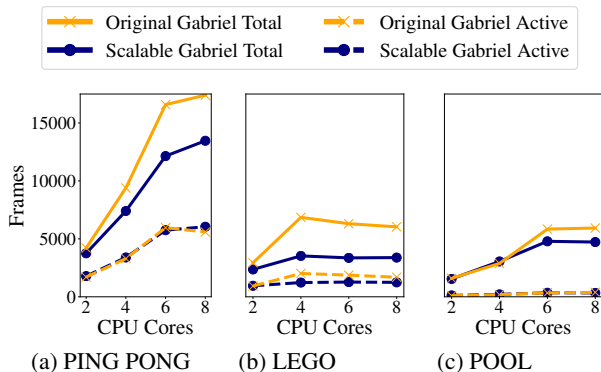 Original Gabriel Total
Original Gabriel Active
Scalable Gabriel Total
Scalable Gabriel Active
Frames
15000
10000
5000
0
2 4 6 8
2 4 6 8
2 4 6 8
CPU Cores
CPU Cores
CPU Cores
(a) PING PONG
(b) LEGO
(c) POOL